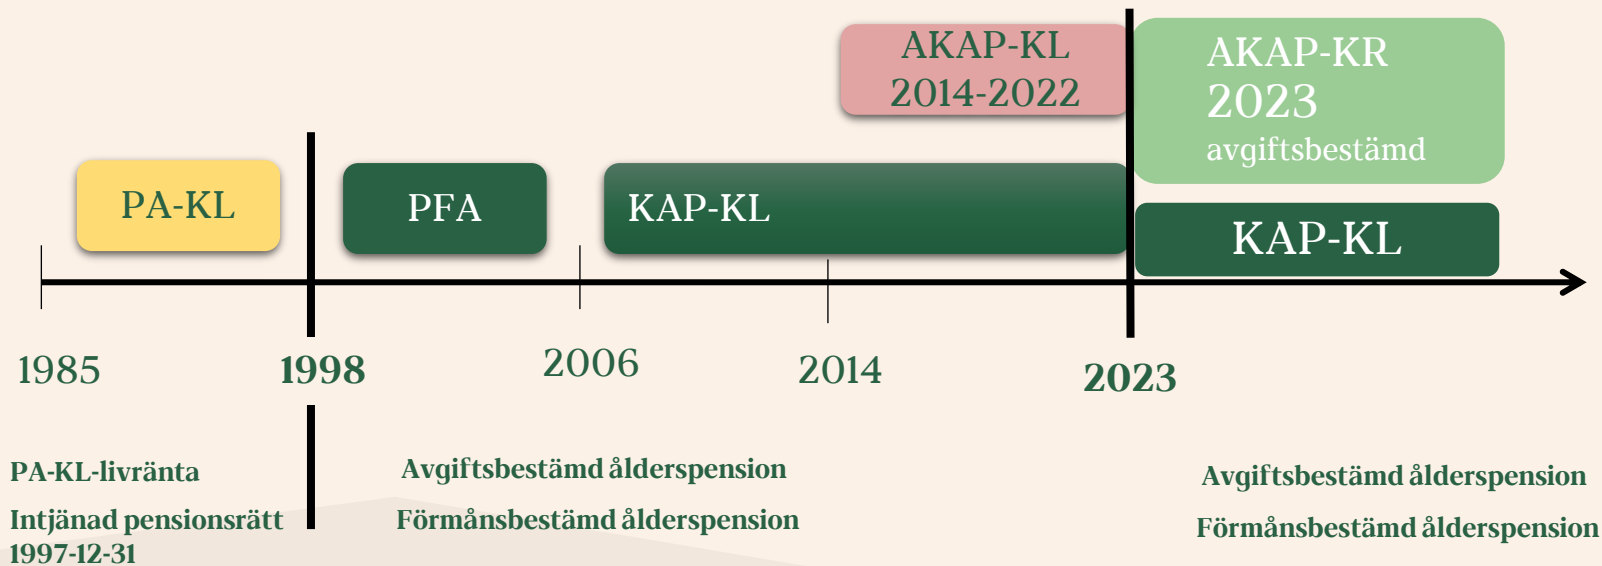 AKAP-KL
2014-2022
AKAP-KR
2023
avgiftsbestämd
PA-KL
PFA
KAP-KL
KAP-KL
1985
1998
2006
2014
2023
PA-KL-livränta
Intjänad pensionsrätt
1997-12-31
Avgiftsbestämd ålderspension
Förmånsbestämd ålderspension
Avgiftsbestämd ålderspension
Förmånsbestämd ålderspension